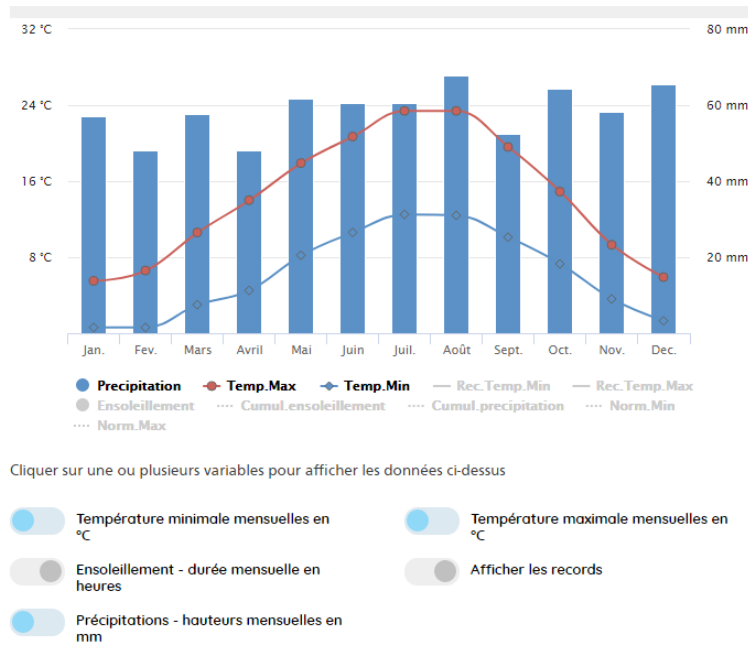 32 °C 80 mm
24 °C 60 mm
16 °C 40 mm
8 °C 20 mm
Jan. Fev. Mars Avril Mai Juin Juil. Août Sept. Oct. Nov. Dec.
Precipitation Temp.Max Temp.Min Rec.Temp.Min Rec.Temp.Max
Ensoleillement Cumul.ensoleillement Cumul.precipitation Norm.Min
Norm.Max
Cliquer sur une ou plusieurs variables pour afficher les données ci-dessus
Température minimale mensuelles en
°C
Température maximale mensuelles en
°C
Ensoleillement - durée mensuelle en
heures
Afficher les records
Précipitations - hauteurs mensuelles en
mm